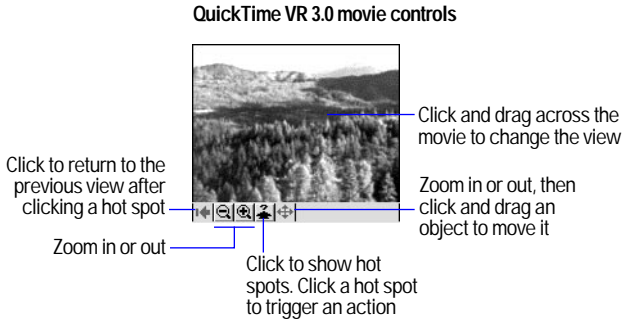 QuickTime VR 3.0 movie controls
Click and drag across the
movie to change the view
Click to return to the
previous view after
clicking a hot spot
Zoom in or out, then
click and drag an
object to move it
Zoom in or out
Click to show hot
spots. Click a hot spot
to trigger an action